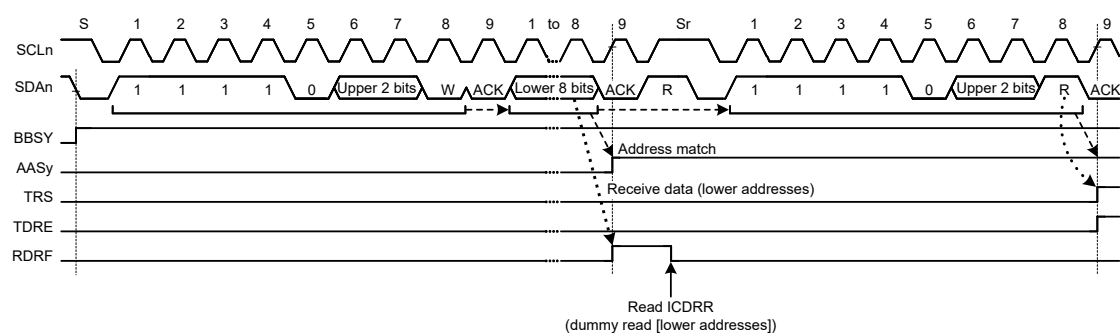 S 1 2 3 4 5 6 7 8 9 1 to 8 9 Sr 1 2 3 4 5 6 7 8 9
SCLn
SDAn 1 1 1 1 0 Upper 2 bits W ACK Lower 8 bits ACK R 1 1 1 1 0 Upper 2 bits R ACK
BBSY
Address match
AASy
Receive data (lower addresses)
TRS
TDRE
RDRF
Read ICDRR
(dummy read [lower addresses])